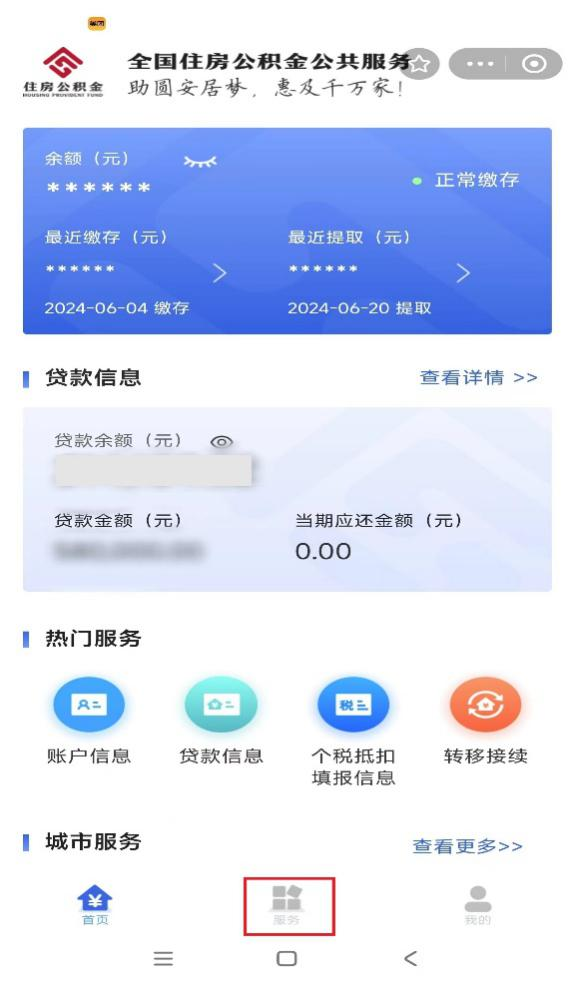 美团
全国住房公积金公共服务
住房公积金
HOUSING PROVIDENT FUND
助圆安居梦，惠及千万家！
余额（元）
******
正常缴存
最近缴存（元）
最近提取（元）
******
******
2024-06-04 缴存
2024-06-20 提取
贷款信息
查看详情 >>
贷款余额（元）
贷款金额（元）
当期应还金额（元）
0.00
热门服务
税
账户信息
贷款信息
个税抵扣
填报信息
转移接续
城市服务
查看更多>>
首页
服务
我的